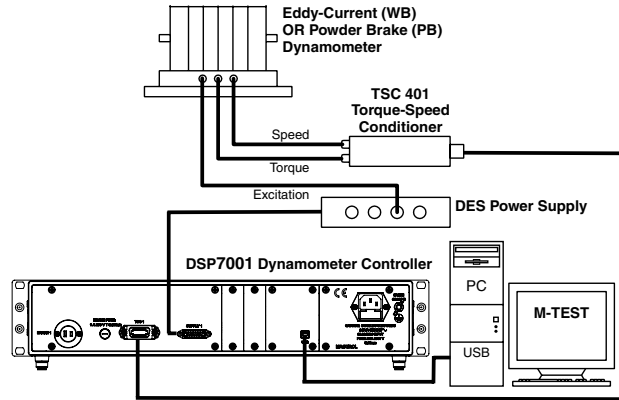 Eddy-Current (WB)
OR Powder Brake (PB)
Dynamometer
TSC 401
Torque-Speed
Conditioner
Speed
Torque
Excitation
DES Power Supply
DSP7001 Dynamometer Controller
PC
M-TEST
USB